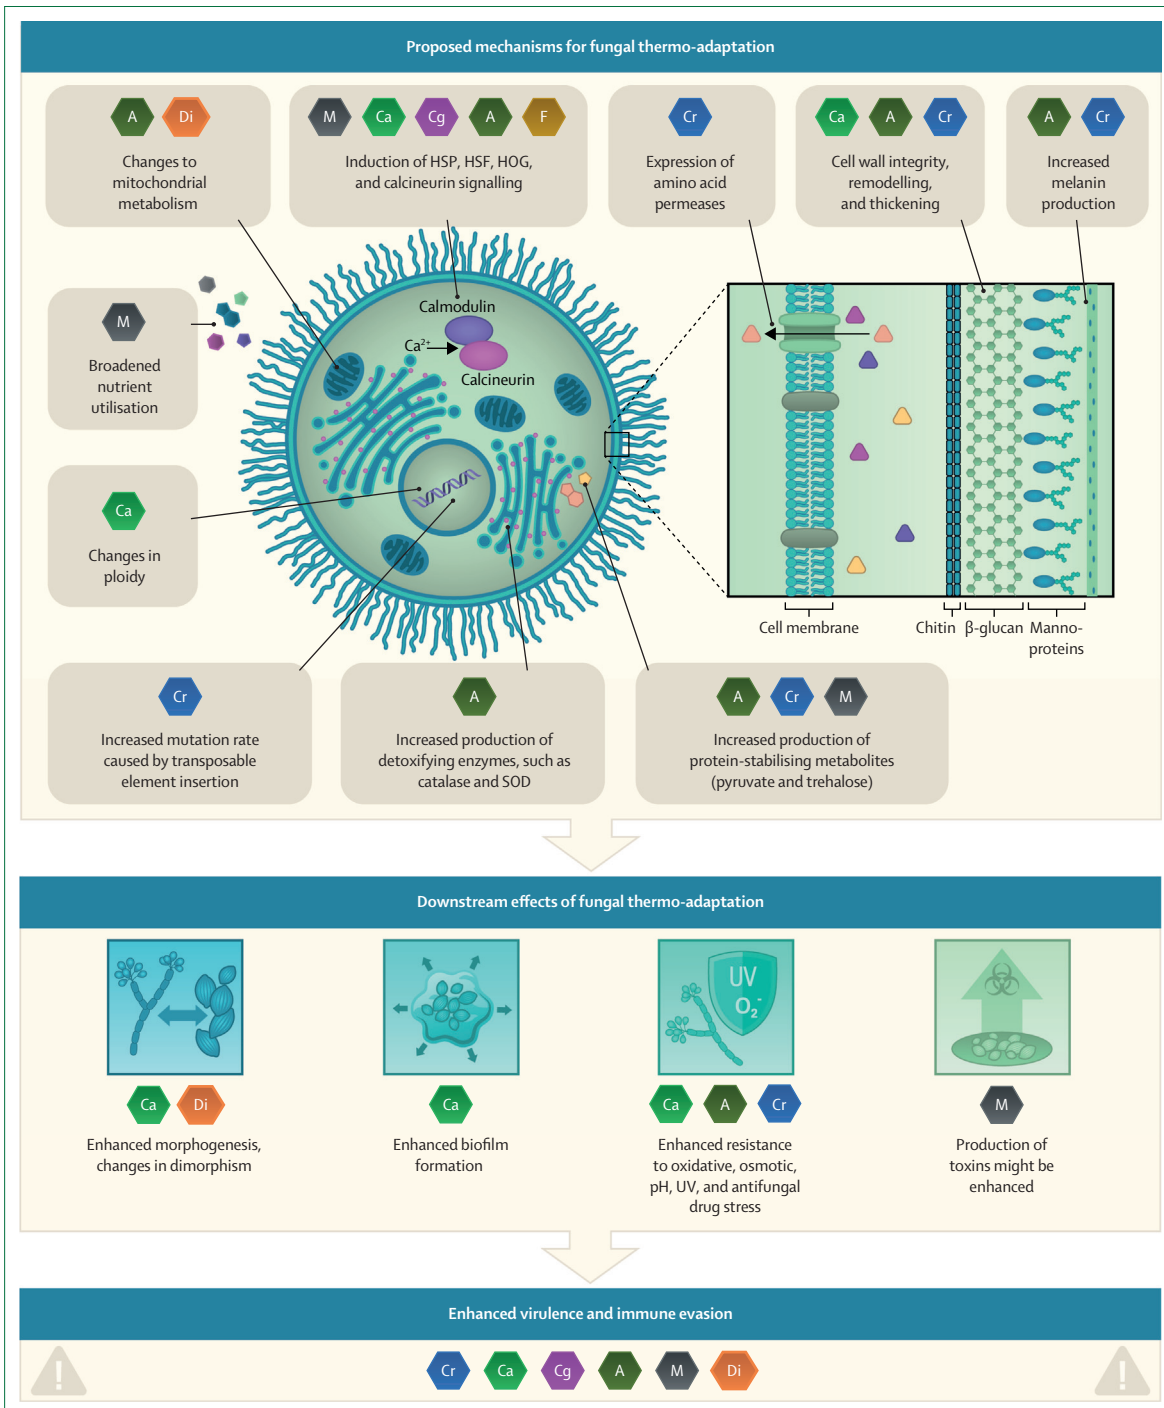 Proposed mechanisms for fungal thermo-adaptation
A Di
Changes to
mitochondrial
metabolism
M Ca Cg A F
Induction of HSP, HSF, HOG,
and calcineurin signalling
Cr
Expression of
amino acid
permeases
Ca A Cr
Cell wall integrity,
remodelling,
and thickening
A Cr
Increased
melanin
production
M
Broadened
nutrient
utilisation
Calmodulin
Ca²⁺
Calcineurin
Ca
Changes in
ploidy
Cell membrane
Chitin
β-glucan
Manno-
proteins
Cr
Increased mutation rate
caused by transposable
element insertion
A
Increased production of
detoxifying enzymes, such as
catalase and SOD
A Cr M
Increased production of
protein-stabilising metabolites
(pyruvate and trehalose)
Downstream effects of fungal thermo-adaptation
Ca Di
Enhanced morphogenesis,
changes in dimorphism
Ca
Enhanced biofilm
formation
UV
O₂⁻
Ca A Cr
Enhanced resistance
to oxidative, osmotic,
pH, UV, and antifungal
drug stress
M
Production of
toxins might be
enhanced
Enhanced virulence and immune evasion
! Cr Ca Cg A M Di !